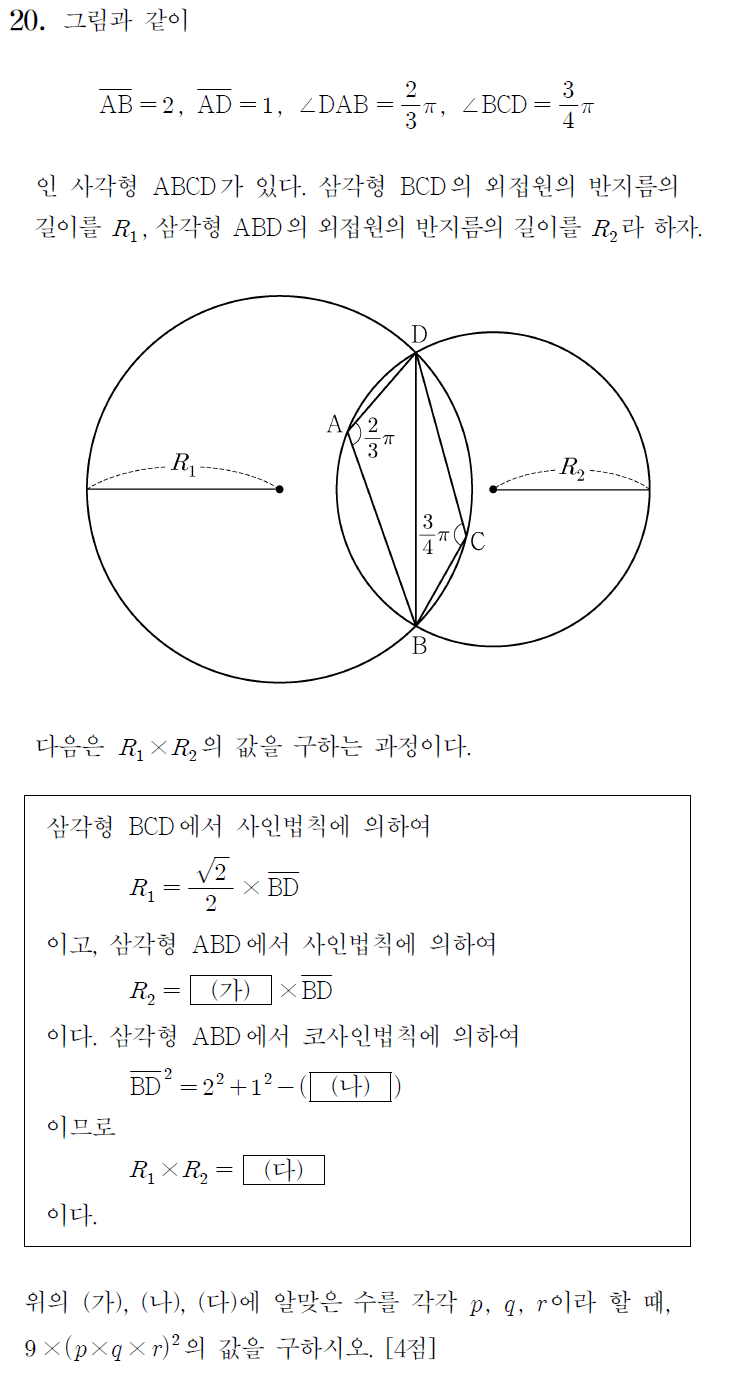 20. 그림과 같이
$\overline{AB}=2$, $\overline{AD}=1$, ∠DAB=$\frac{2}{3}\pi$, ∠BCD=$\frac{3}{4}\pi$
인 사각형 ABCD가 있다. 삼각형 BCD의 외접원의 반지름의
길이를 $R_1$, 삼각형 ABD의 외접원의 반지름의 길이를 $R_2$라 하자.
D
A
$\frac{2}{3}\pi$
$R_1$
$R_2$
$\frac{3}{4}\pi$
C
B
다음은 $R_1 \times R_2$의 값을 구하는 과정이다.
삼각형 BCD에서 사인법칙에 의하여
$R_1=\frac{\sqrt{2}}{2}\times\overline{BD}$
이고, 삼각형 ABD에서 사인법칙에 의하여
$R_2=$ (가) $\times\overline{BD}$
이다. 삼각형 ABD에서 코사인법칙에 의하여
$\overline{BD}^2=2^2+1^2-($ (나) $)$
이므로
$R_1\times R_2=$ (다)
이다.
위의 (가), (나), (다)에 알맞은 수를 각각 $p$, $q$, $r$이라 할 때,
$9\times(p\times q\times r)^2$의 값을 구하시오. [4점]